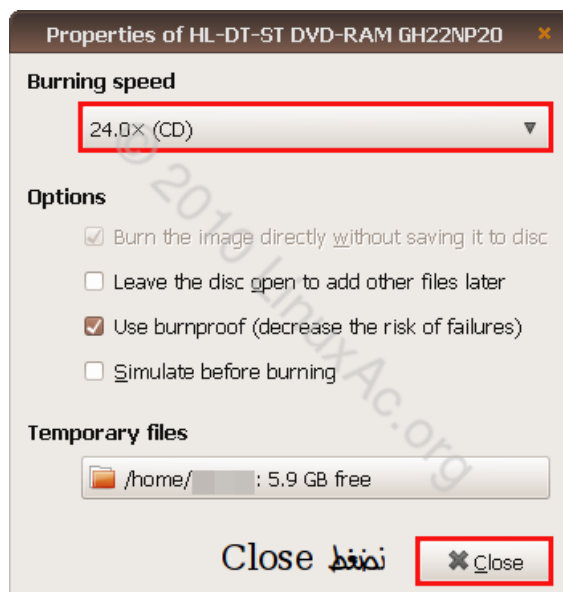 Properties of HL-DT-ST DVD-RAM GH22NP20
Burning speed
24.0× (CD)
Options
Burn the image directly without saving it to disc
Leave the disc open to add other files later
Use burnproof (decrease the risk of failures)
Simulate before burning
Temporary files
/home/ : 5.9 GB free
نضغط Close
Close
© 2010 LinuxAc.org